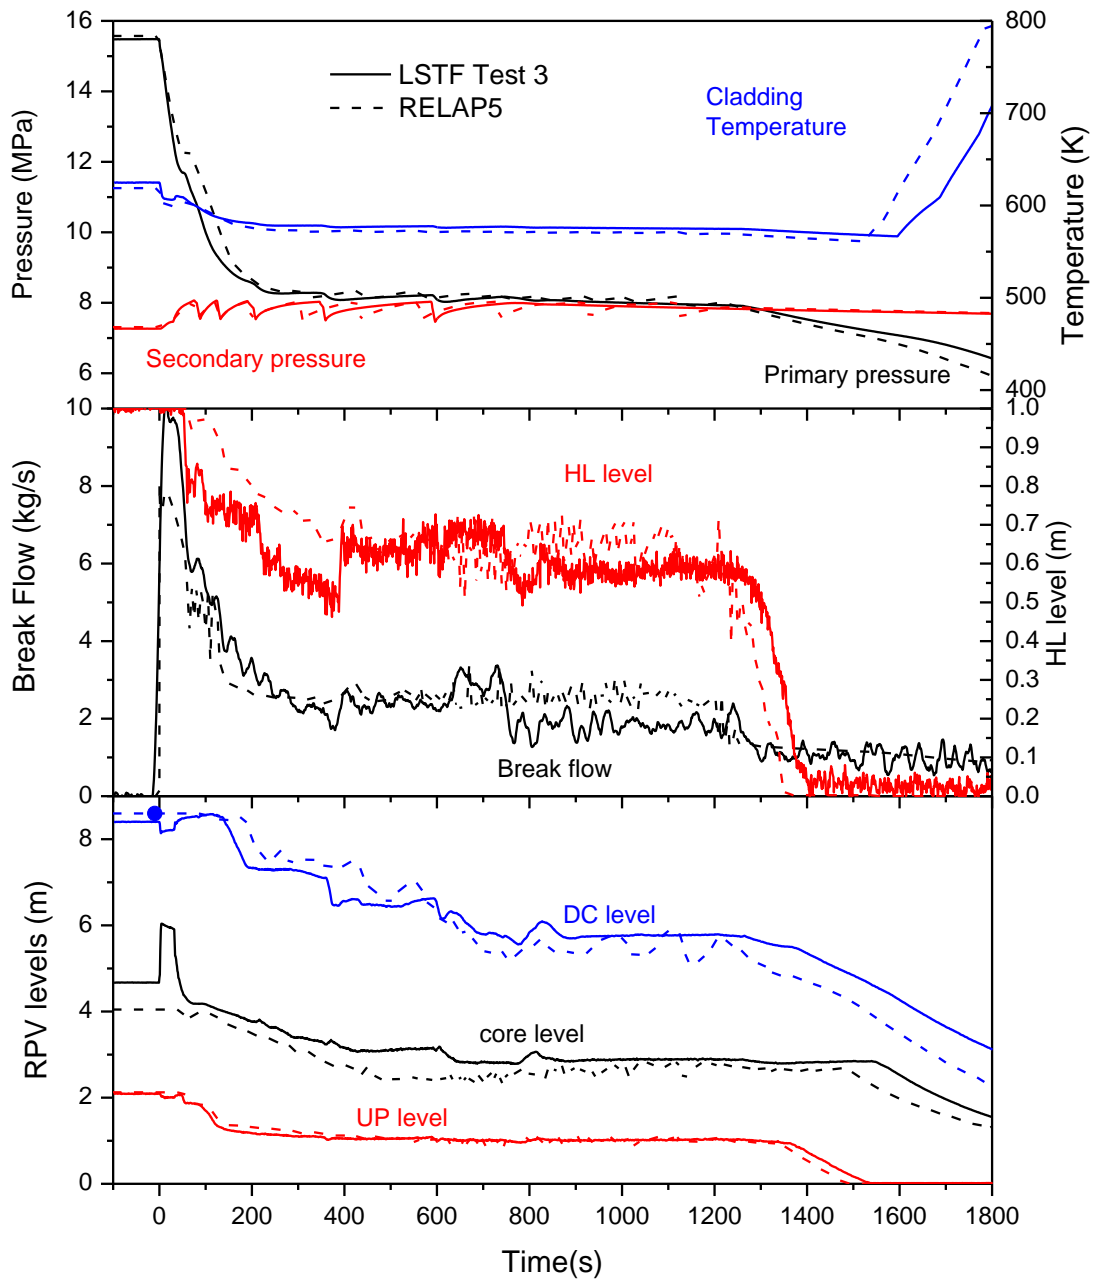 16
14
12
10
8
6
Pressure (MPa)
LSTF Test 3
RELAP5
Cladding
Temperature
Secondary pressure
Primary pressure
800
700
600
500
400
Temperature (K)
10
8
6
4
2
0
Break Flow (kg/s)
HL level
Break flow
1.0
0.9
0.8
0.7
0.6
0.5
0.4
0.3
0.2
0.1
0.0
HL level (m)
8
6
4
2
0
RPV levels (m)
DC level
core level
UP level
0 200 400 600 800 1000 1200 1400 1600 1800
Time(s)